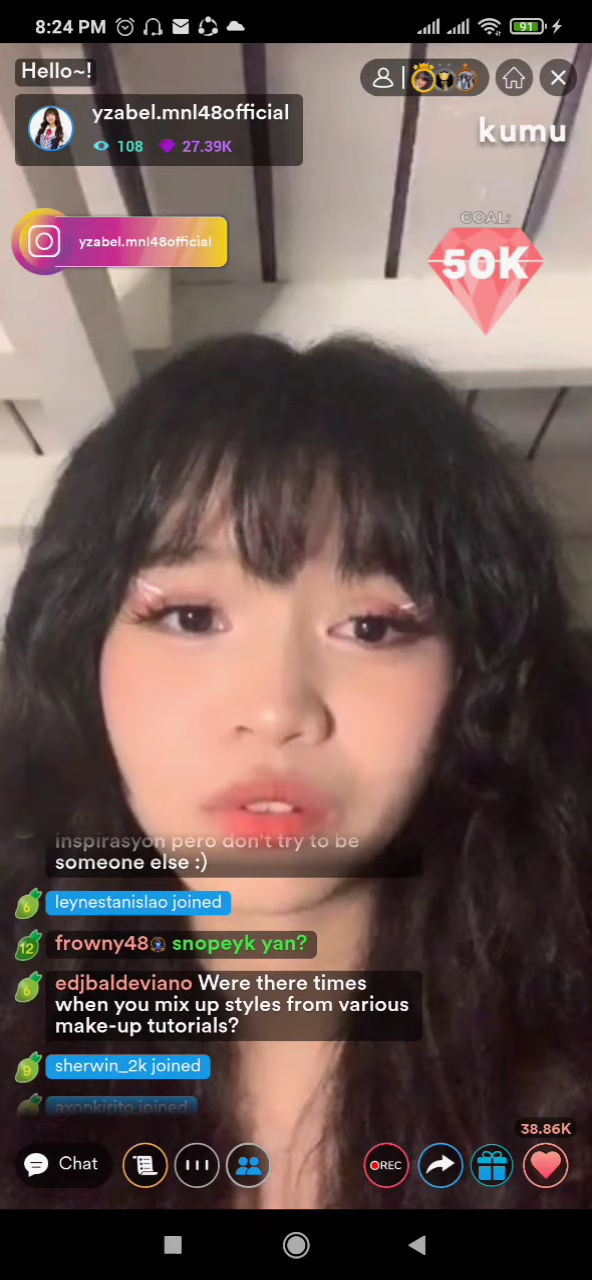 8:24 PM
91
Hello~!
yzabel.mnl48official
108
27.39K
kumu
yzabel.mnl48official
GOAL:
50K
inspirasyon pero don't try to be
someone else :)
6
leynestanislao joined
12
frowny48 snopeyk yan?
6
edjbaldeviano Were there times
when you mix up styles from various
make-up tutorials?
9
sherwin_2k joined
axonkirito joined
38.86K
Chat
REC